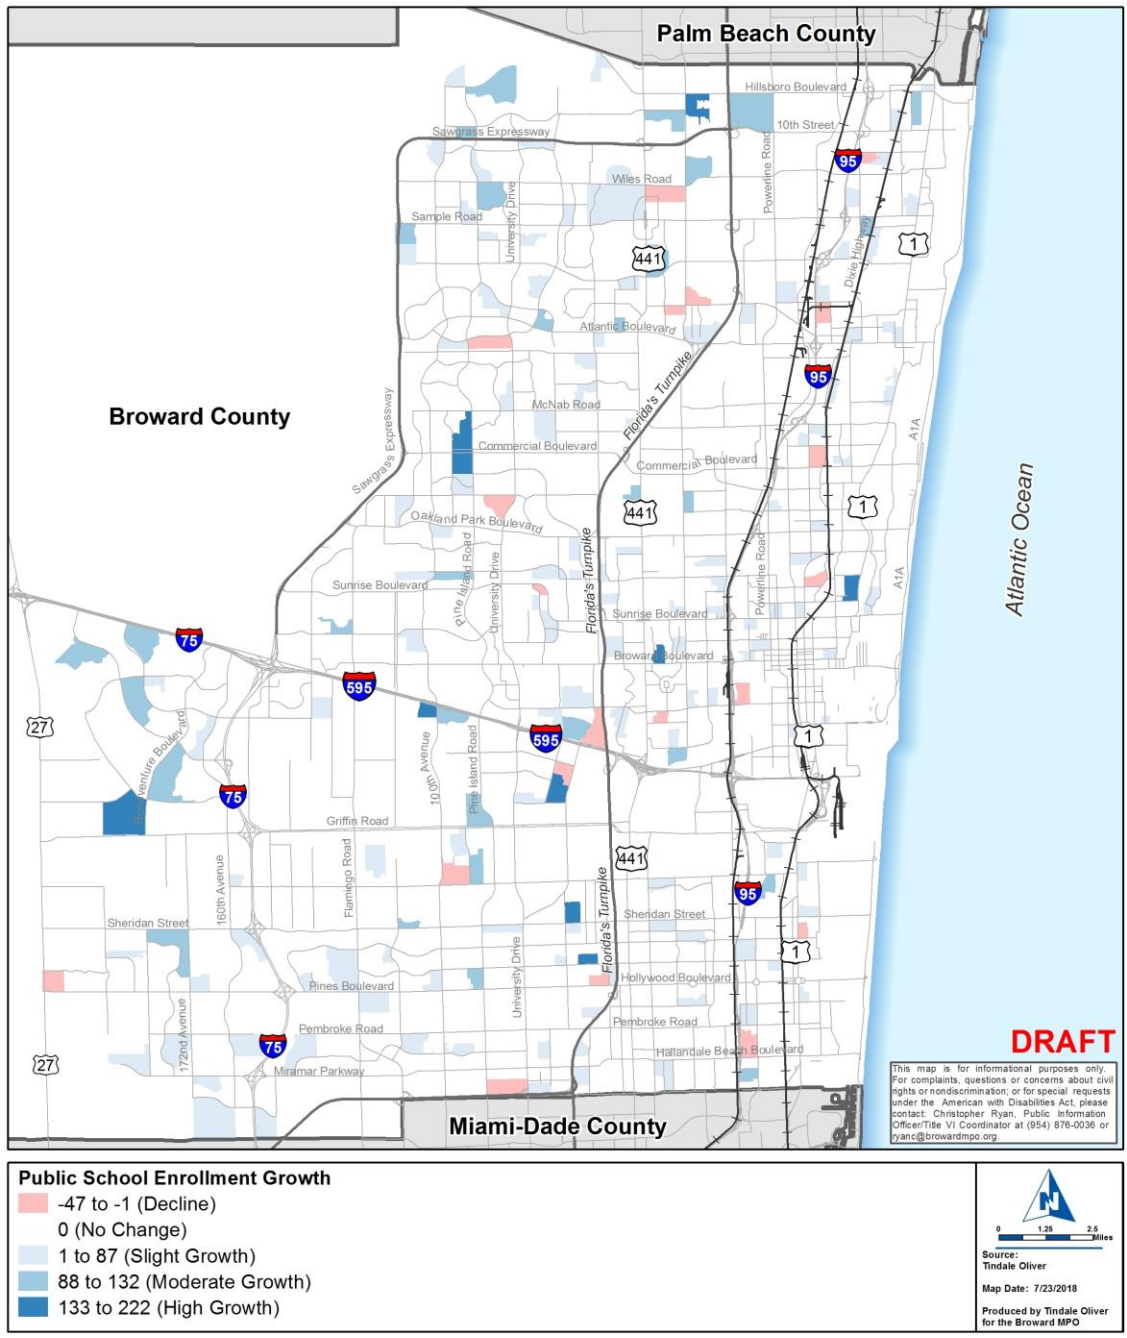 Palm Beach County
Hillsboro Boulevard
10th Street
Sawgrass Expressway
Powerline Road
95
Wiles Road
University Drive
Sample Road
441
Dixie Highway
1
Atlantic Boulevard
Florida's Turnpike
95
McNab Road
Broward County
Sawgrass Expressway
Commercial Boulevard
Commercial Boulevard
A1A
Atlantic Ocean
441
1
Oakland Park Boulevard
Pine Island Road
University Drive
Florida's Turnpike
Powerline Road
A1A
Sunrise Boulevard
Sunrise Boulevard
75
Broward Boulevard
595
27
Bonaventure Boulevard
100th Avenue
Pine Island Road
595
1
75
Griffin Road
160th Avenue
Flamingo Road
441
Florida's Turnpike
95
Sheridan Street
Sheridan Street
University Drive
1
Hollywood Boulevard
Pines Boulevard
172nd Avenue
Pembroke Road
Pembroke Road
75
Hallandale Beach Boulevard
27
Miramar Parkway
DRAFT
This map is for informational purposes only.
For complaints, questions or concerns about civil
rights or nondiscrimination; or for special requests
under the American with Disabilities Act, please
contact: Christopher Ryan, Public Information
Officer/Title VI Coordinator at (954) 876-0036 or
ryanc@browardmpo.org.
Miami-Dade County
Public School Enrollment Growth
-47 to -1 (Decline)
0 (No Change)
1 to 87 (Slight Growth)
88 to 132 (Moderate Growth)
133 to 222 (High Growth)
N
0 1.25 2.5
Miles
Source:
Tindale Oliver
Map Date: 7/23/2018
Produced by Tindale Oliver
for the Broward MPO